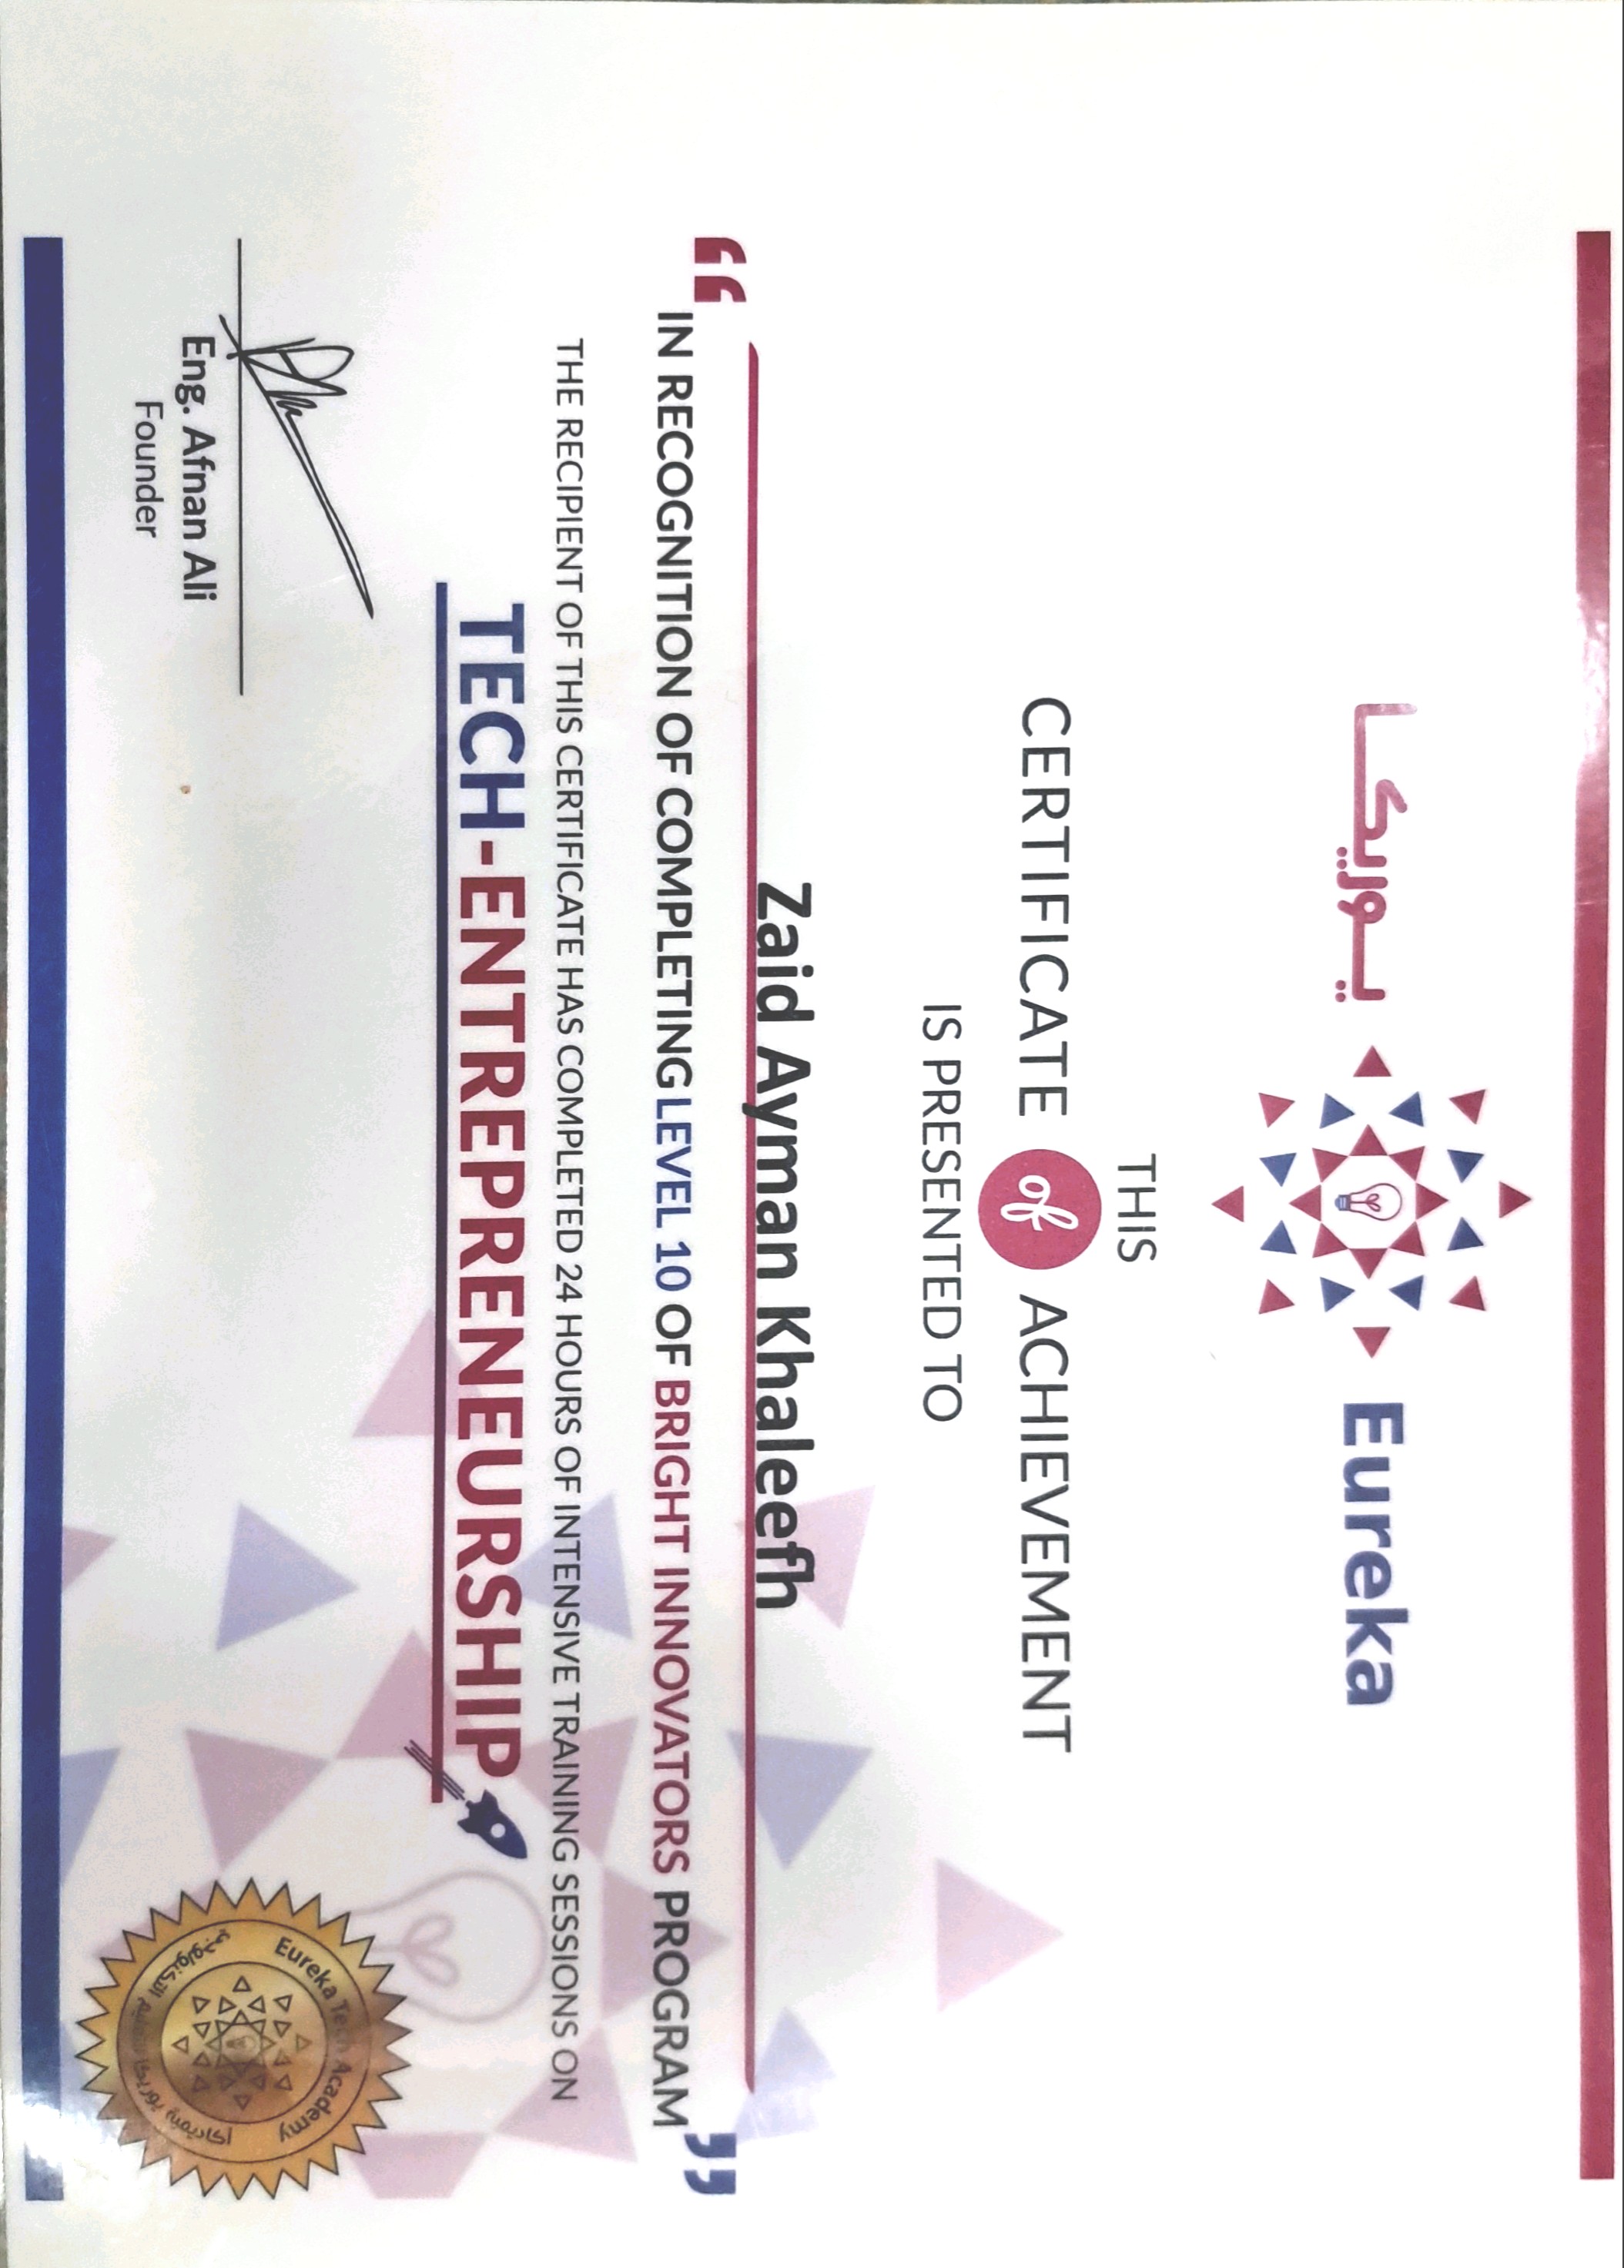 يوريكا
Eureka
THIS
CERTIFICATE of ACHIEVEMENT
IS PRESENTED TO
Zaid Ayman Khaleefh
“IN RECOGNITION OF COMPLETING LEVEL 10 OF BRIGHT INNOVATORS PROGRAM”
THE RECIPIENT OF THIS CERTIFICATE HAS COMPLETED 24 HOURS OF INTENSIVE TRAINING SESSIONS ON
TECH-ENTREPRENEURSHIP
Eng. Afnan Ali
Founder
Eureka Tech Academy
أكاديمية يوريكا للتعليم التكنولوجي